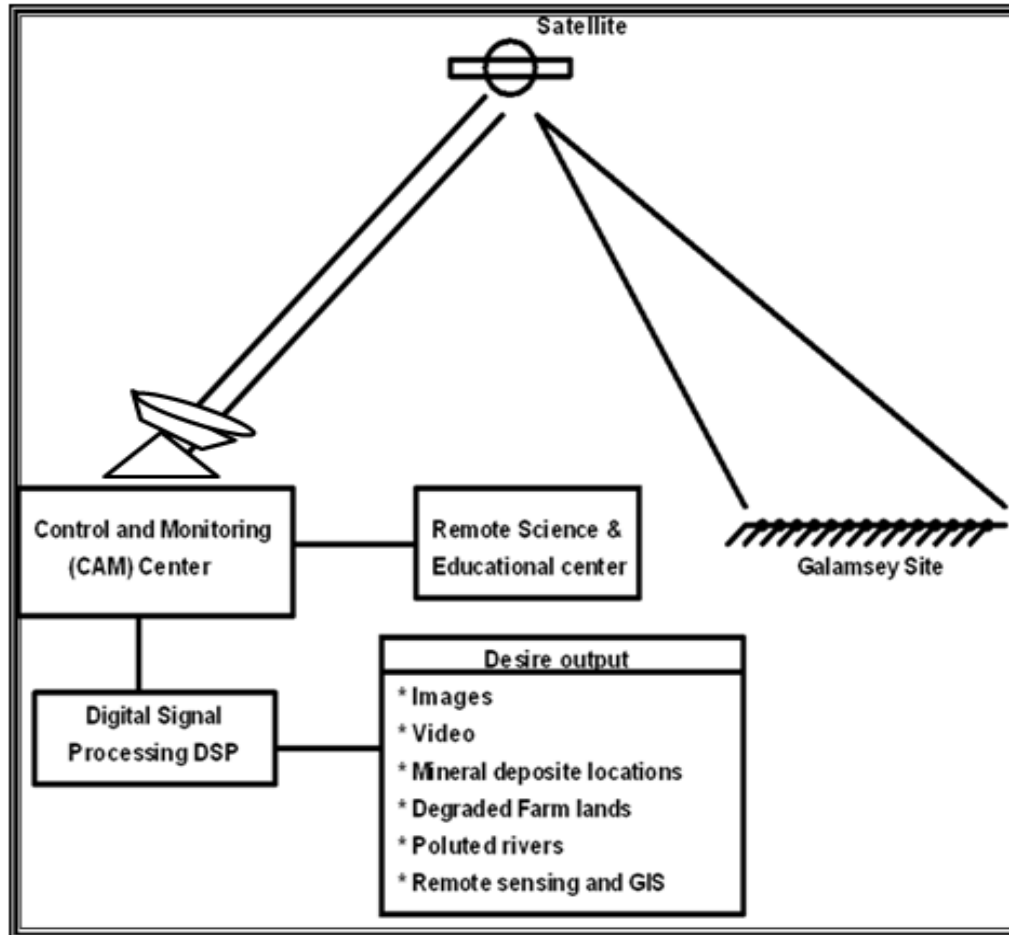 Satellite
Control and Monitoring
(CAM) Center
Remote Science &
Educational center
Galamsey Site
Digital Signal
Processing DSP
Desire output
* Images
* Video
* Mineral deposite locations
* Degraded Farm lands
* Poluted rivers
* Remote sensing and GIS